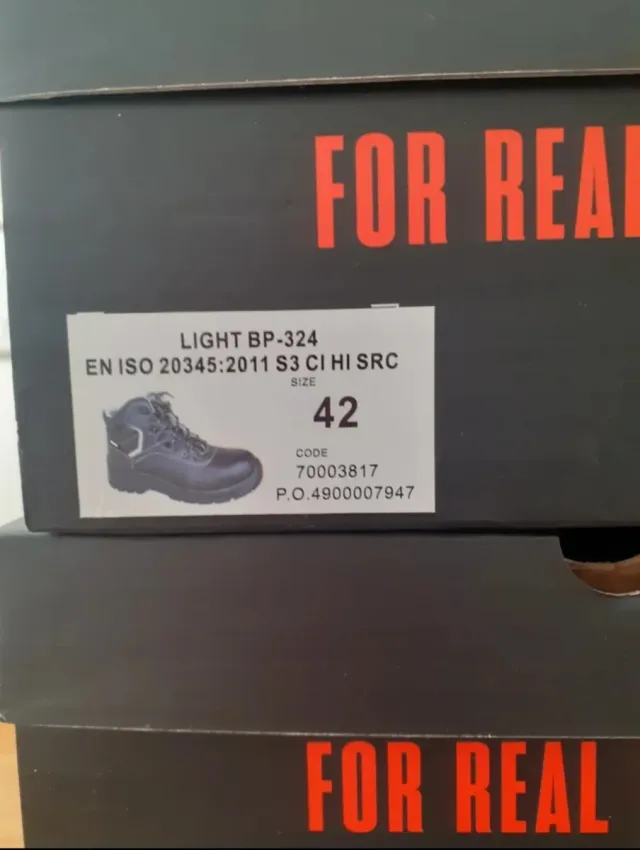 FOR REAL
LIGHT BP-324
EN ISO 20345:2011 S3 CI HI SRC
SIZE
42
CODE
70003817
P.O.4900007947
FOR REAL